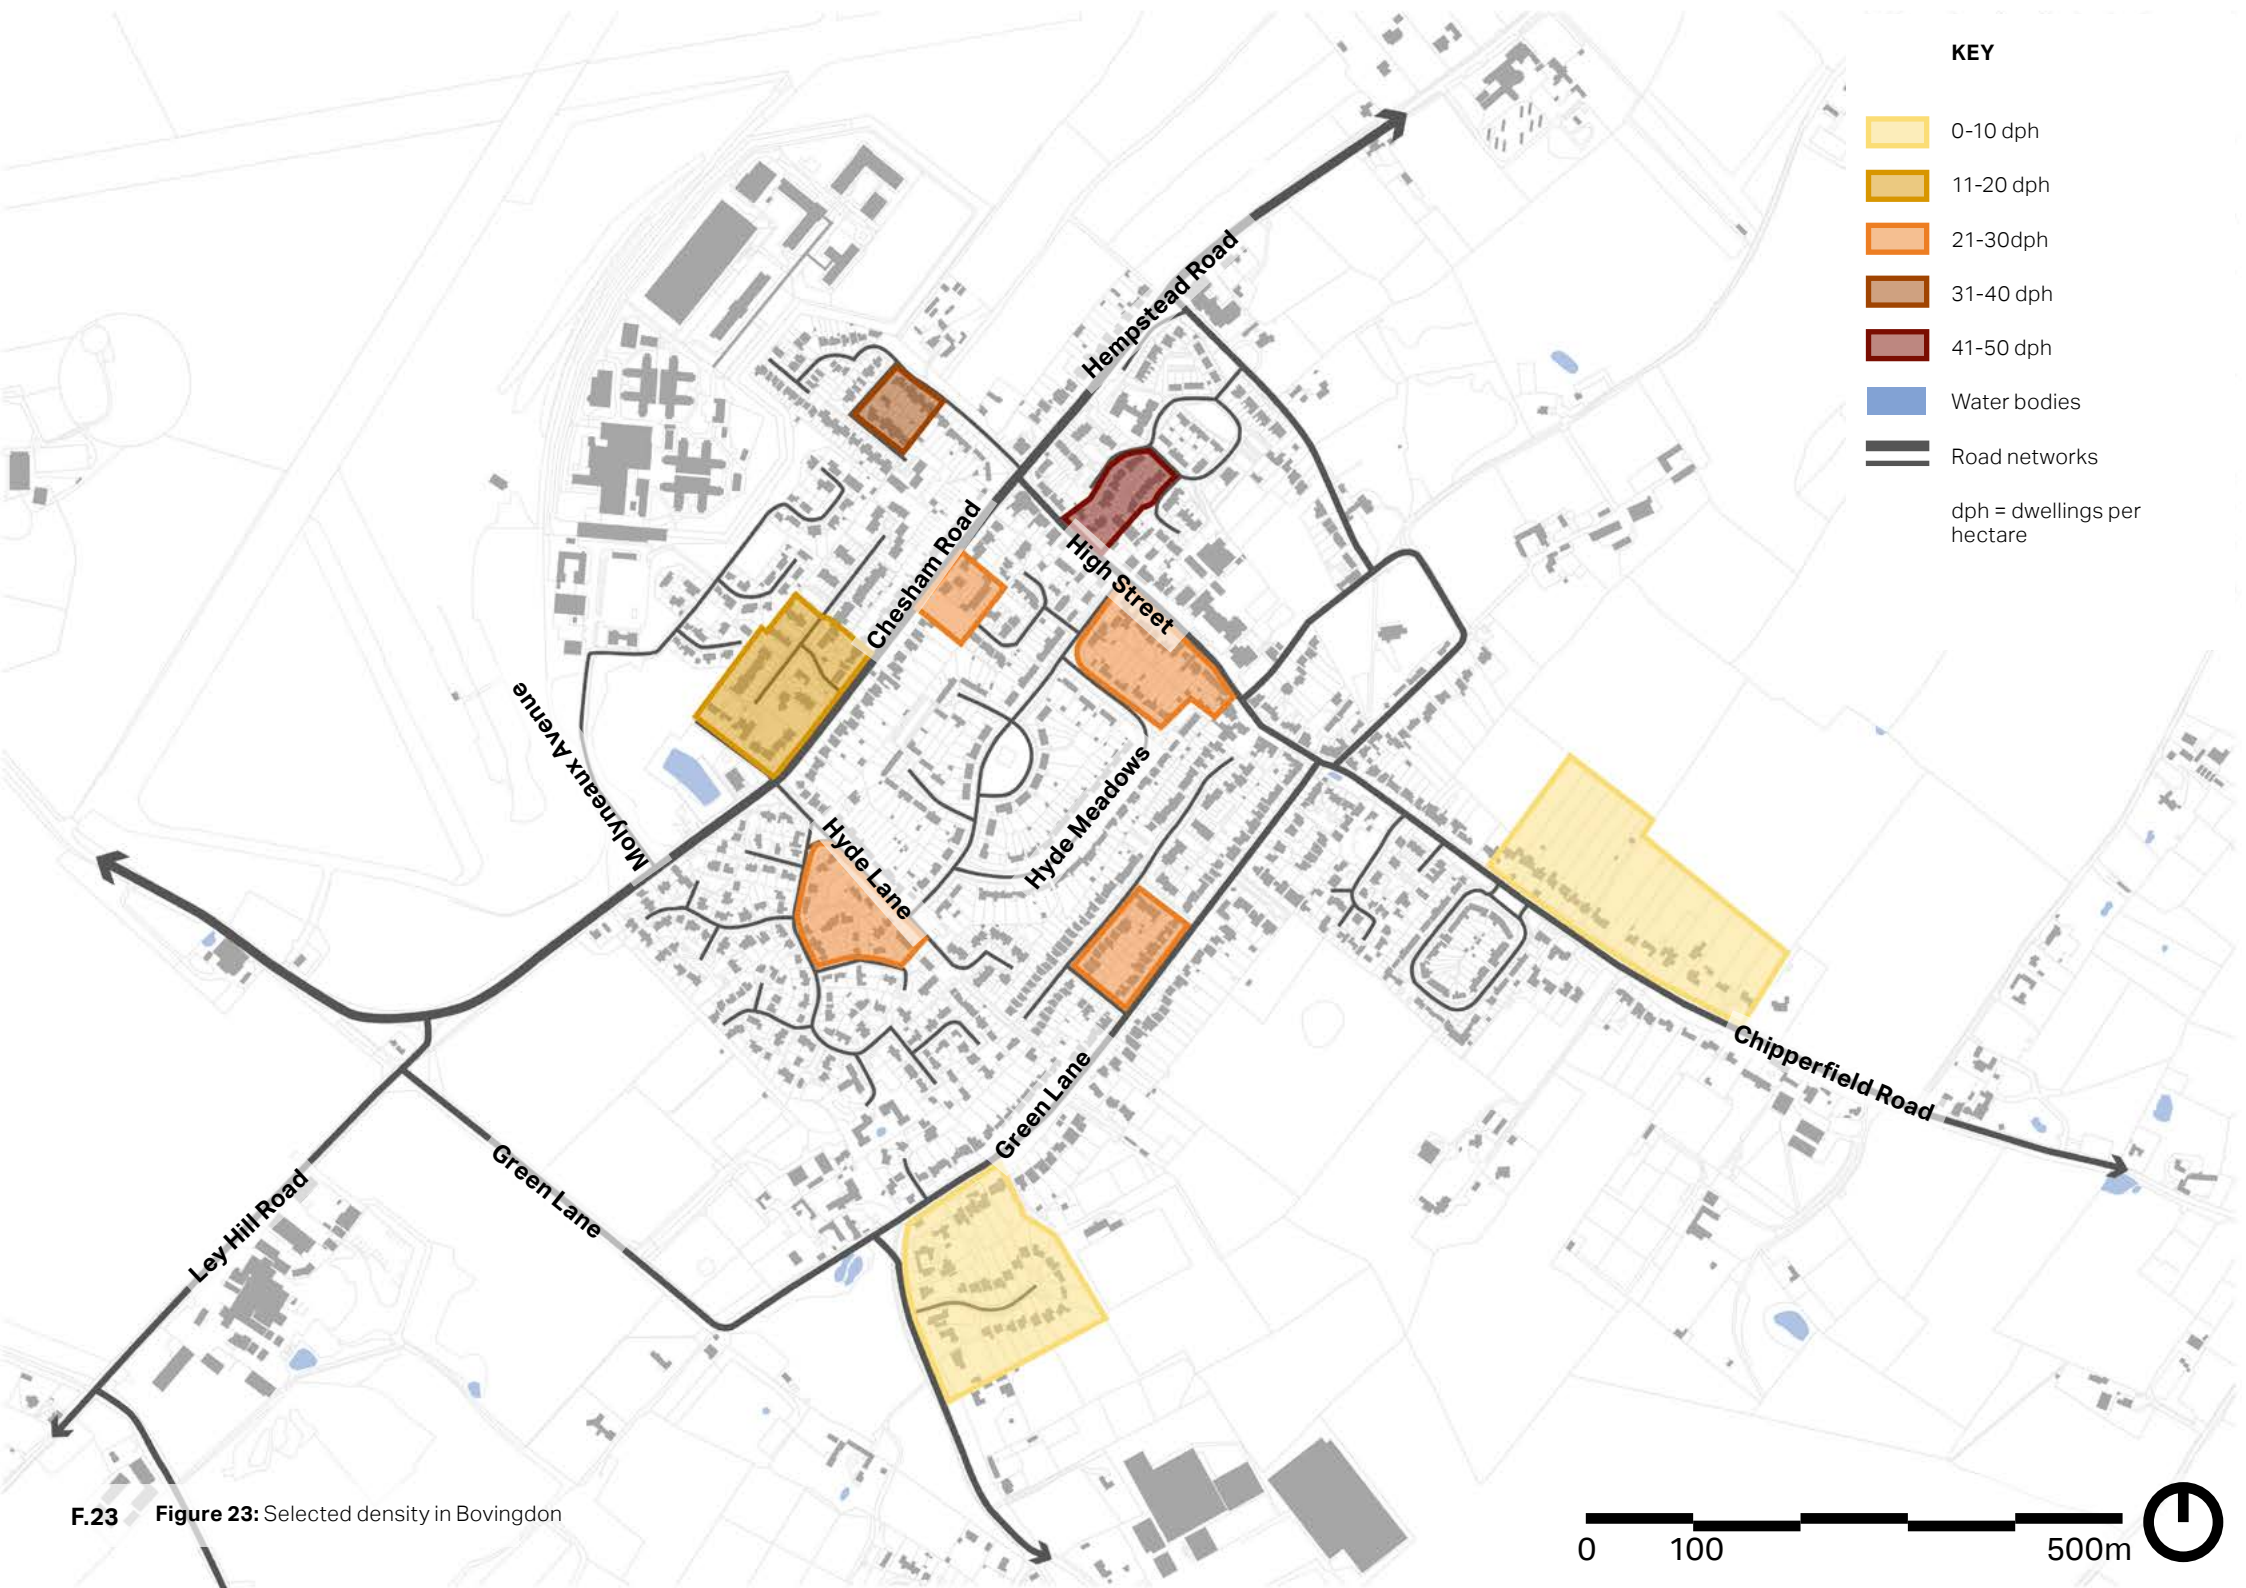 KEY
0-10 dph
11-20 dph
21-30dph
31-40 dph
41-50 dph
Water bodies
Road networks
dph = dwellings per
hectare
Hempstead Road
Chesham Road
High Street
Molyneaux Avenue
Hyde Lane
Hyde Meadows
Green Lane
Chipperfield Road
Green Lane
Ley Hill Road
F.23 Figure 23: Selected density in Bovingdon
0 100 500m